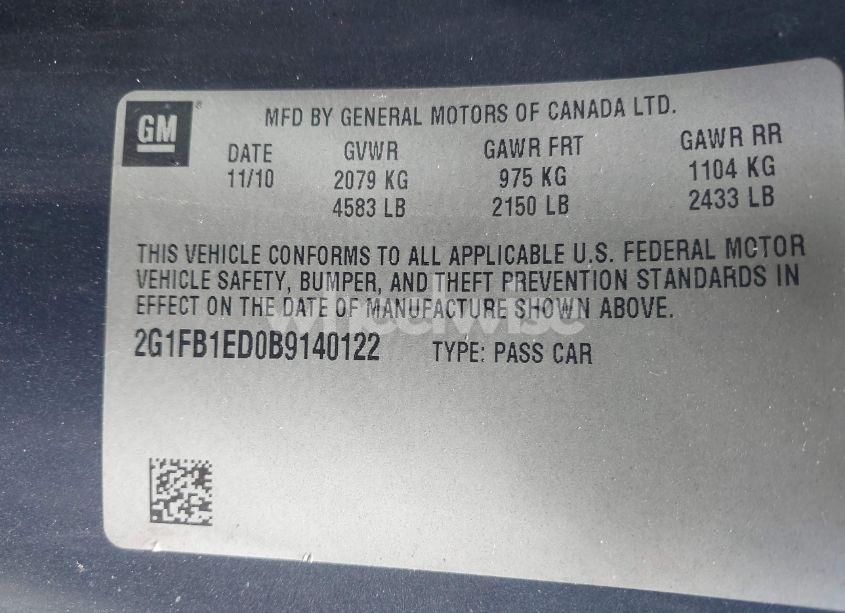 GM®
MFD BY GENERAL MOTORS OF CANADA LTD.
DATE GVWR GAWR FRT GAWR RR
11/10 2079 KG 975 KG 1104 KG
4583 LB 2150 LB 2433 LB
THIS VEHICLE CONFORMS TO ALL APPLICABLE U.S. FEDERAL MOTOR
VEHICLE SAFETY, BUMPER, AND THEFT PREVENTION STANDARDS IN
EFFECT ON THE DATE OF MANUFACTURE SHOWN ABOVE.
wheelwise
2G1FB1ED0B9140122 TYPE: PASS CAR